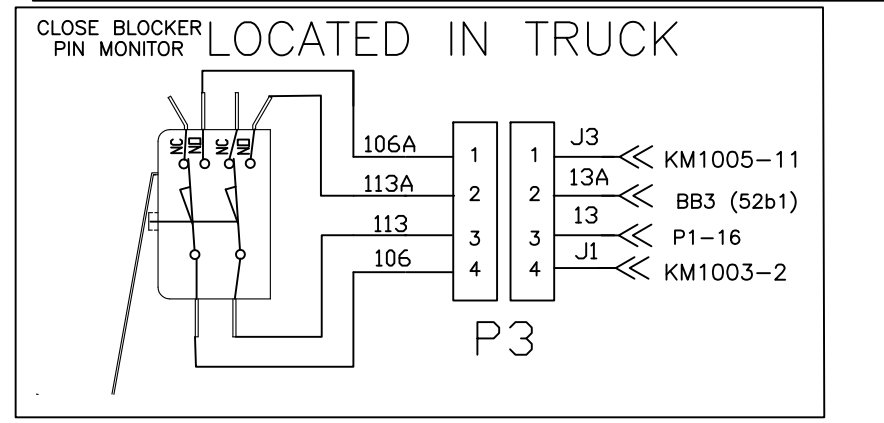 CLOSE BLOCKER
PIN MONITOR
LOCATED IN TRUCK
NC NO NC NO
106A 1 1 J3 KM1005-11
113A 2 2 13A BB3 (52b1)
113 3 3 13 P1-16
106 4 4 J1 KM1003-2
P3